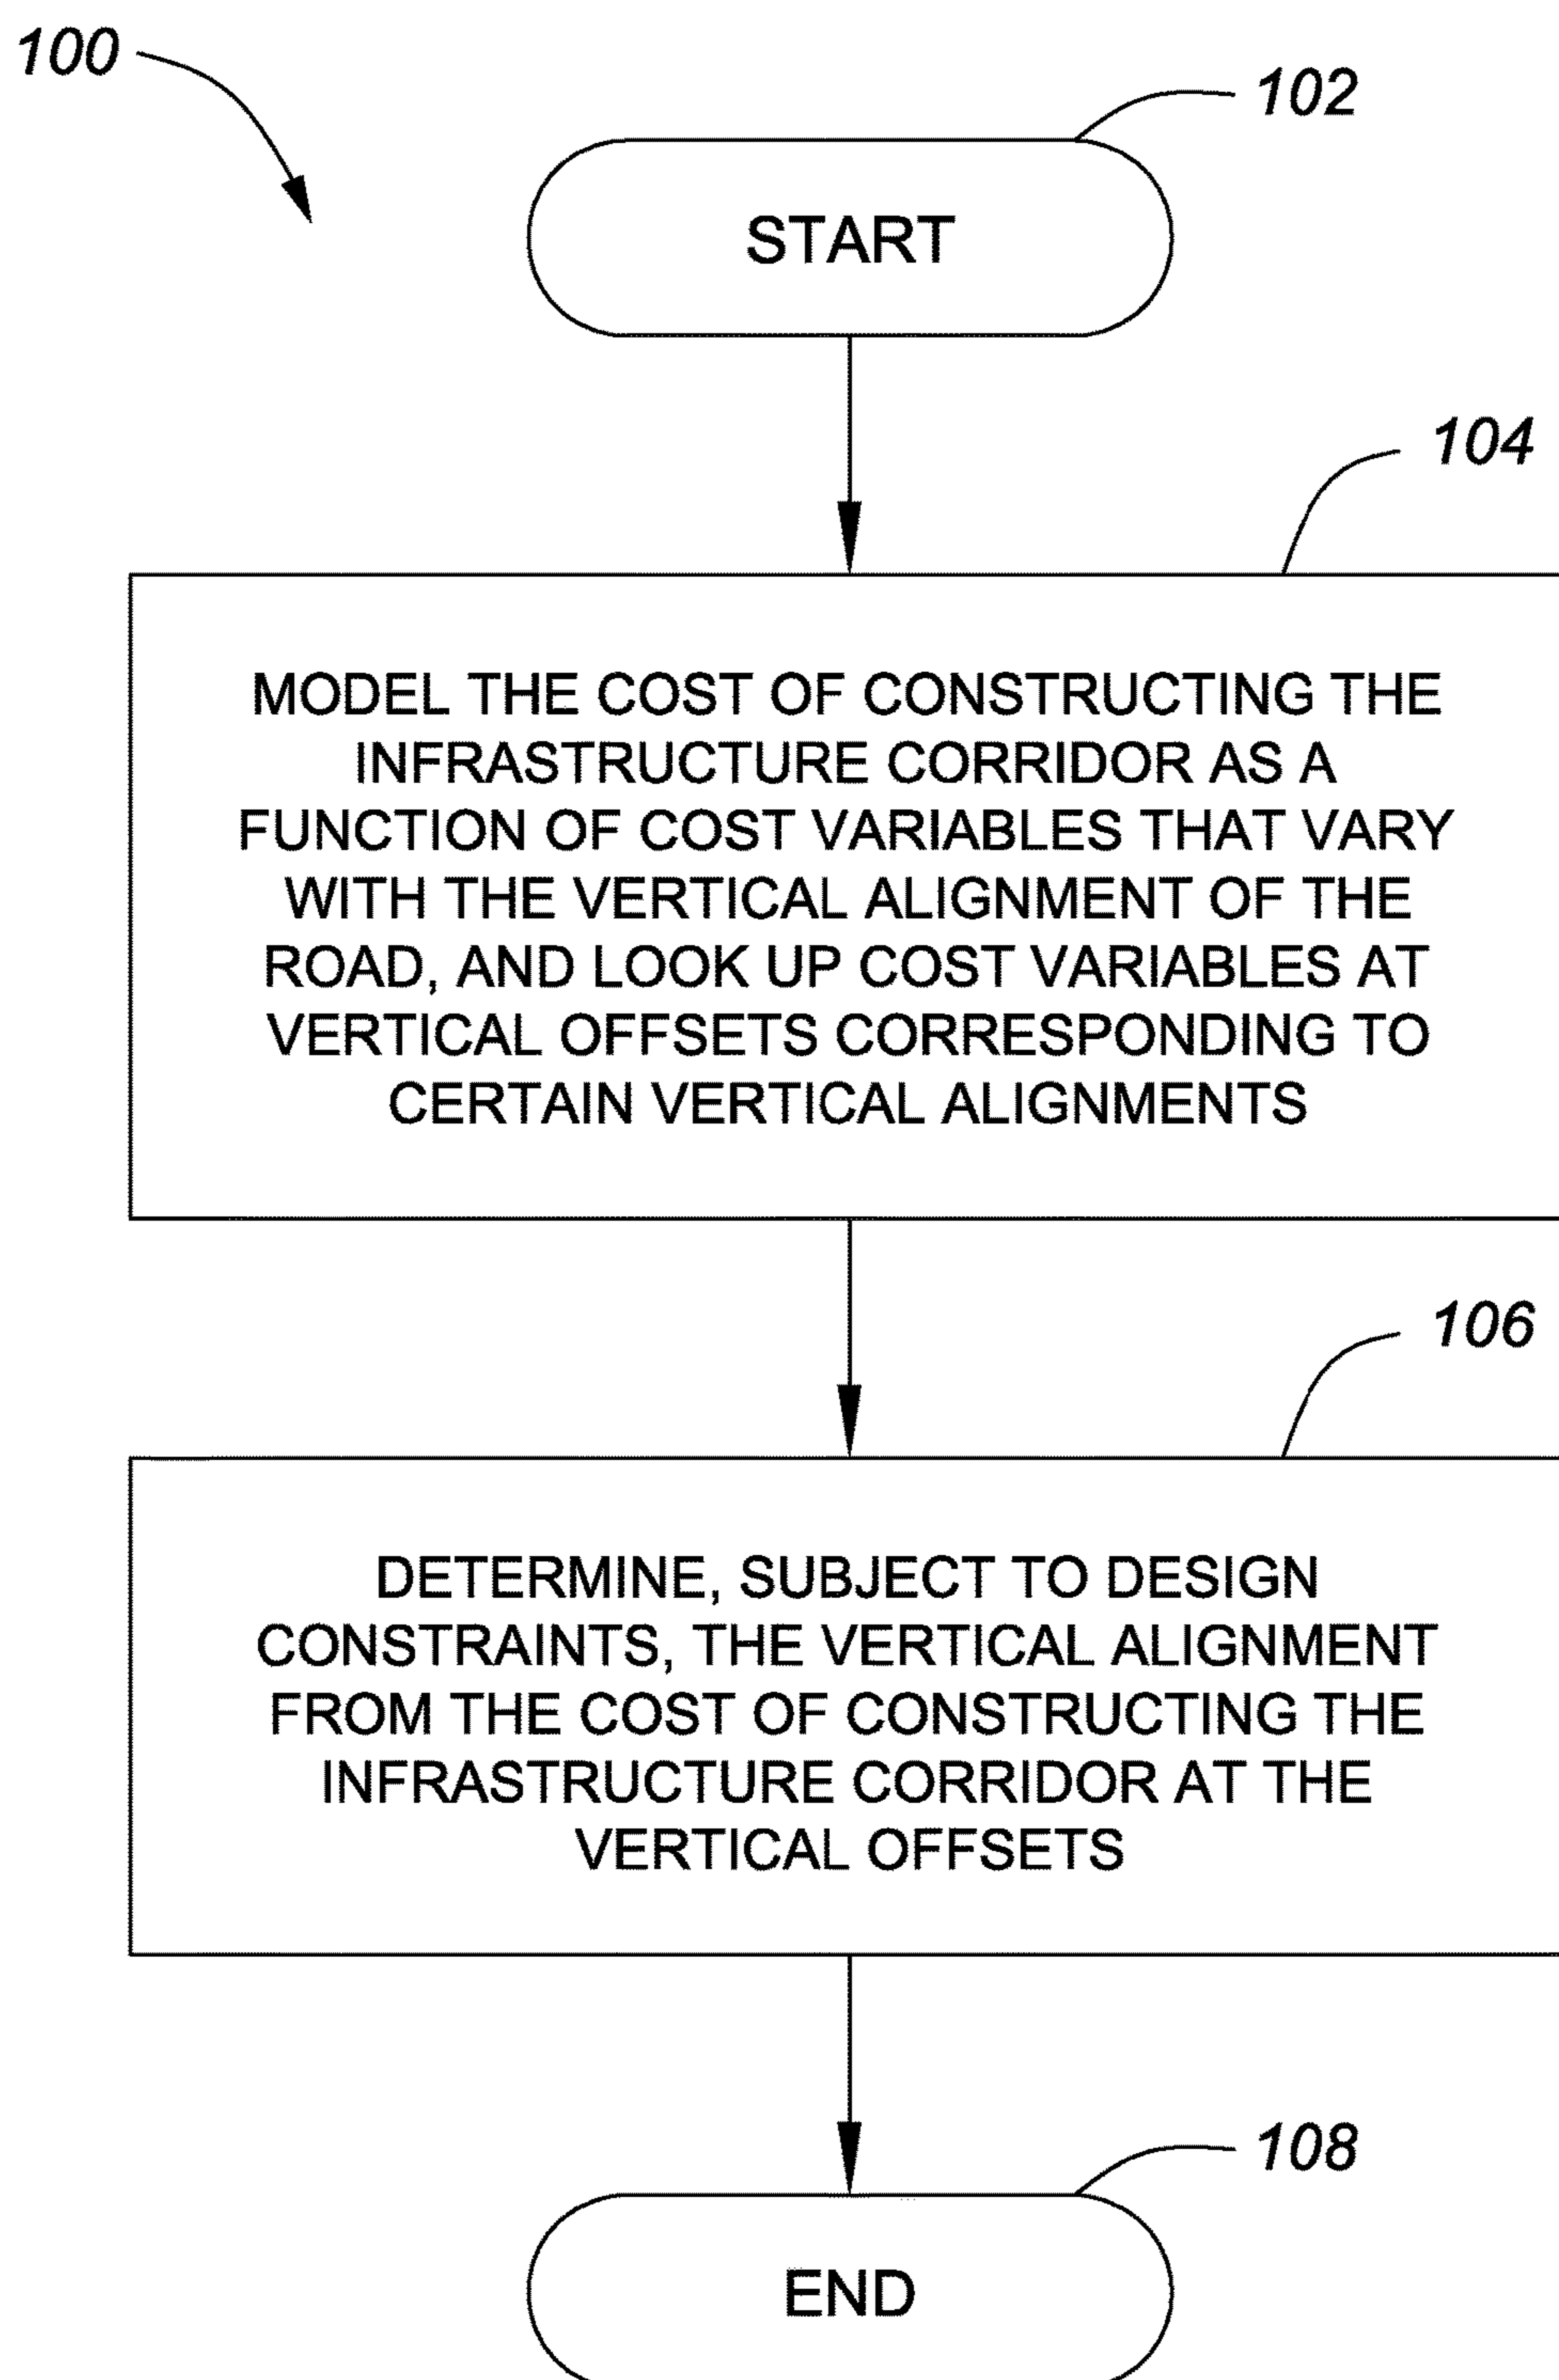 100
102
START
104
MODEL THE COST OF CONSTRUCTING THE
INFRASTRUCTURE CORRIDOR AS A
FUNCTION OF COST VARIABLES THAT VARY
WITH THE VERTICAL ALIGNMENT OF THE
ROAD, AND LOOK UP COST VARIABLES AT
VERTICAL OFFSETS CORRESPONDING TO
CERTAIN VERTICAL ALIGNMENTS
106
DETERMINE, SUBJECT TO DESIGN
CONSTRAINTS, THE VERTICAL ALIGNMENT
FROM THE COST OF CONSTRUCTING THE
INFRASTRUCTURE CORRIDOR AT THE
VERTICAL OFFSETS
108
END